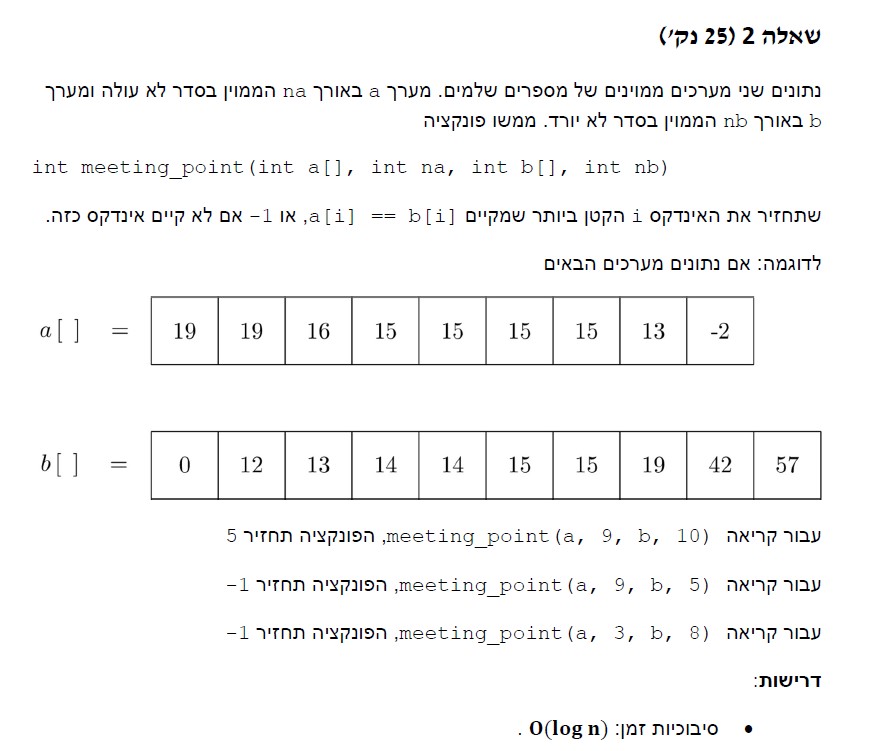 שאלה 2 (25 נק')
נתונים שני מערכים ממוינים של מספרים שלמים. מערך a באורך na הממוין בסדר לא עולה ומערך
b באורך nb הממוין בסדר לא יורד. ממשו פונקציה
int meeting_point(int a[], int na, int b[], int nb)
שתחזיר את האינדקס i הקטן ביותר שמקיים a[i] == b[i], או -1 אם לא קיים אינדקס כזה.
לדוגמה: אם נתונים מערכים הבאים
a[ ] = 19 19 16 15 15 15 15 13 -2
b[ ] = 0 12 13 14 14 15 15 19 42 57
עבור קריאה meeting_point(a, 9, b, 10), הפונקציה תחזיר 5
עבור קריאה meeting_point(a, 9, b, 5), הפונקציה תחזיר -1
עבור קריאה meeting_point(a, 3, b, 8), הפונקציה תחזיר -1
דרישות:
• סיבוכיות זמן: O(log n) .